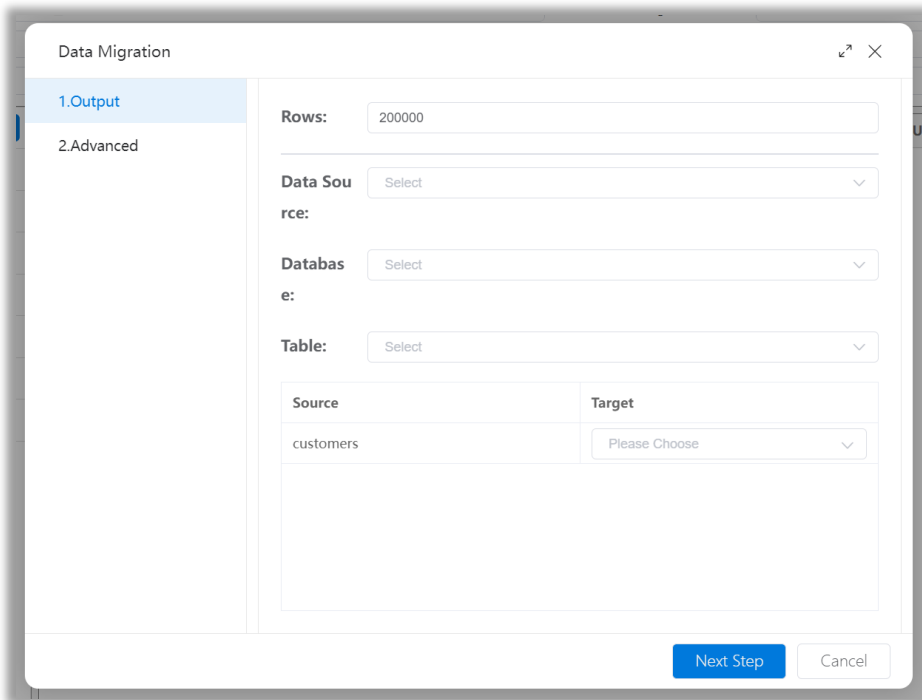 Data Migration
1.Output
2.Advanced
Rows: 200000
Data Sou
rce:
Select
Databas
e:
Select
Table: Select
Source Target
customers Please Choose
Next Step Cancel